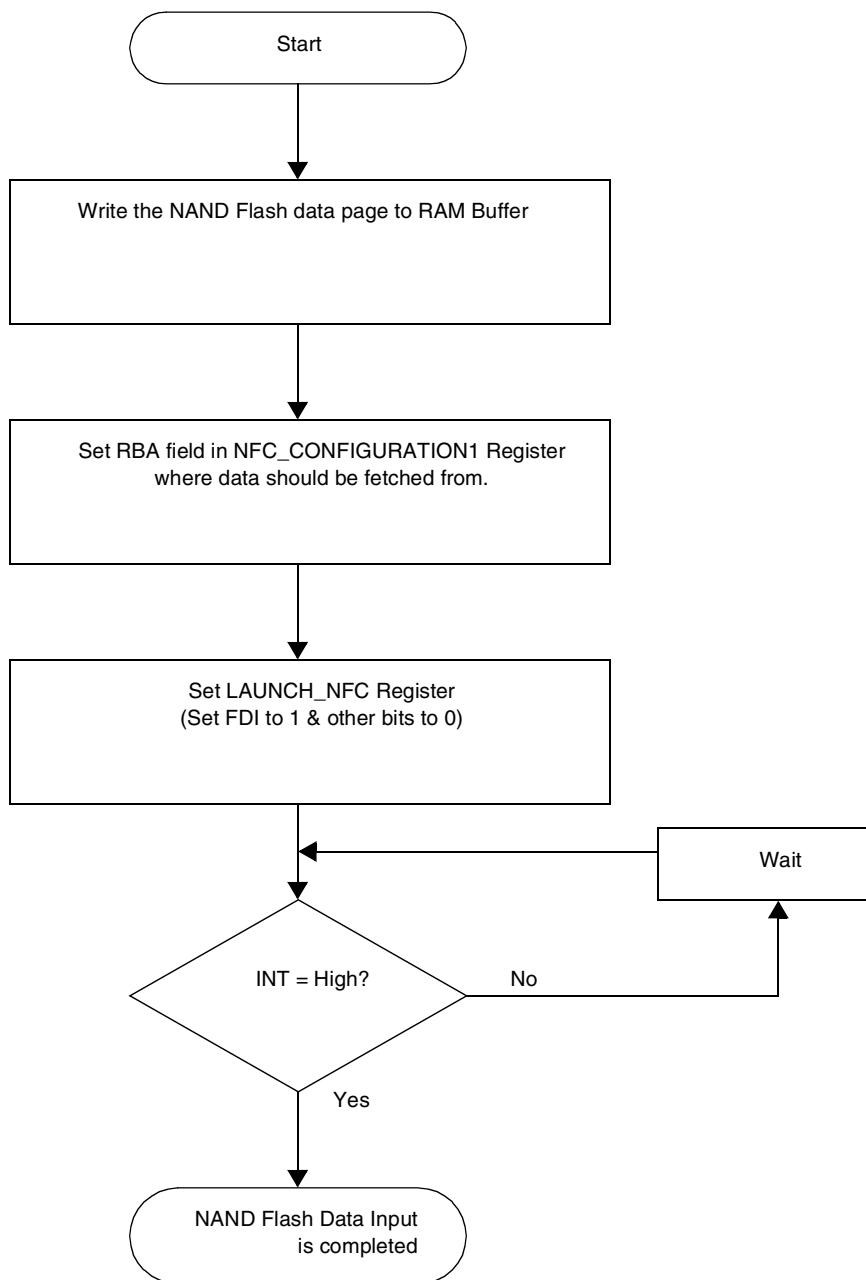 Start
Write the NAND Flash data page to RAM Buffer
Set RBA field in NFC_CONFIGURATION1 Register
where data should be fetched from.
Set LAUNCH_NFC Register
(Set FDI to 1 & other bits to 0)
Wait
INT = High?
No
Yes
NAND Flash Data Input
is completed